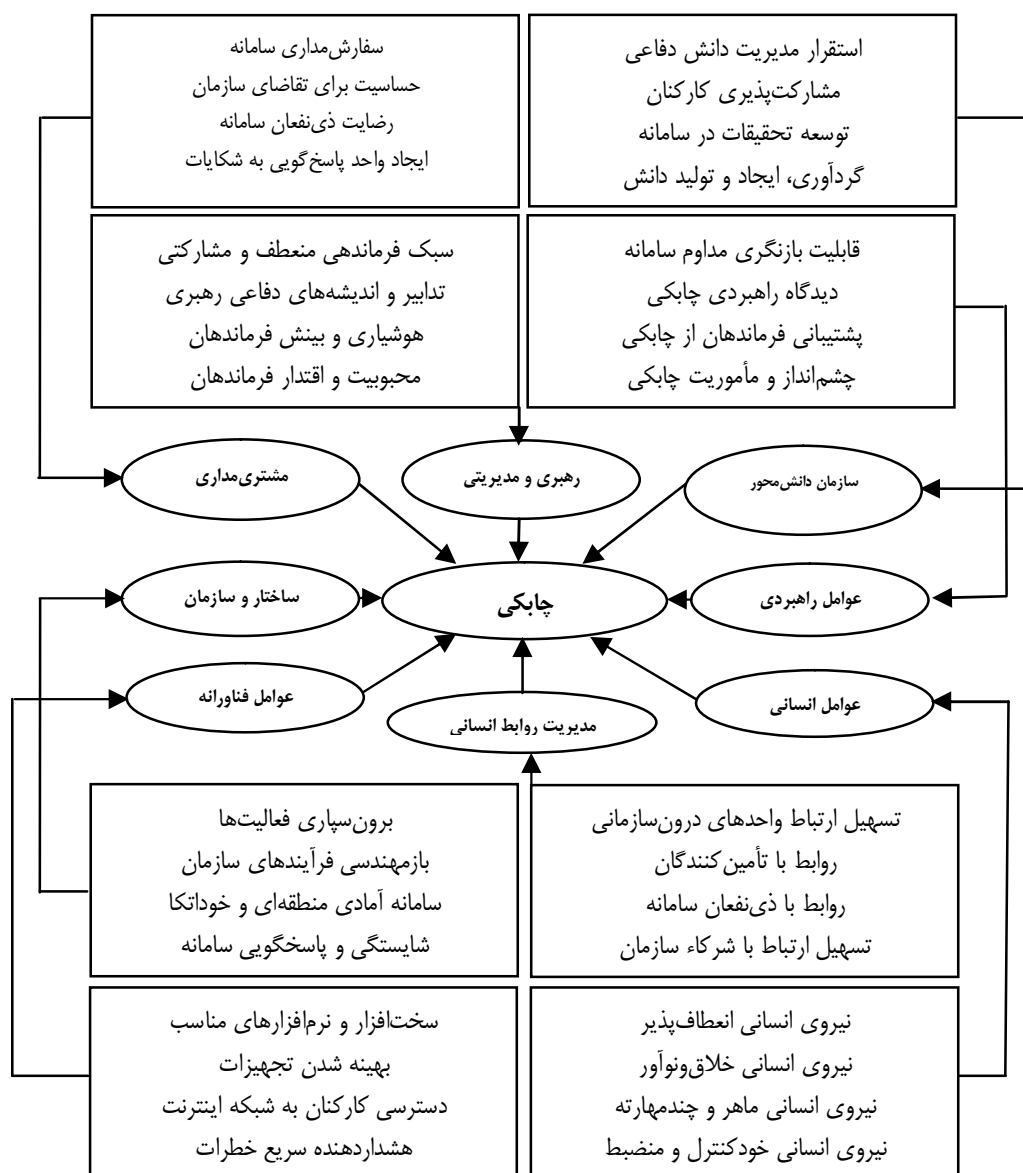 استقرار مدیریت دانش دفاعی
مشارکت‌پذیری کارکنان
توسعه تحقیقات در سامانه
گردآوری، ایجاد و تولید دانش
سفارش‌مداری سامانه
حساسیت برای تقاضای سازمان
رضایت ذی‌نفعان سامانه
ایجاد واحد پاسخ‌گویی به شکایات
قابلیت بازنگری مداوم سامانه
دیدگاه راهبردی چابکی
پشتیبانی فرماندهان از چابکی
چشم‌انداز و مأموریت چابکی
سبک فرماندهی منعطف و مشارکتی
تدابیر و اندیشه‌های دفاعی رهبری
هوشیاری و بینش فرماندهان
محبوبیت و اقتدار فرماندهان
سازمان دانش‌محور
رهبری و مدیریتی
مشتری‌مداری
عوامل راهبردی
چابکی
ساختار و سازمان
عوامل انسانی
مدیریت روابط انسانی
عوامل فناورانه
تسهیل ارتباط واحدهای درون‌سازمانی
روابط با تأمین‌کنندگان
روابط با ذی‌نفعان سامانه
تسهیل ارتباط با شرکاء سازمان
برون‌سپاری فعالیت‌ها
بازمهندسی فرآیندهای سازمان
سامانه آمادی منطقه‌ای و خوداتکا
شایستگی و پاسخگویی سامانه
نیروی انسانی انعطاف‌پذیر
نیروی انسانی خلاق‌ونوآور
نیروی انسانی ماهر و چندمهارته
نیروی انسانی خودکنترل و منضبط
سخت‌افزار و نرم‌افزارهای مناسب
بهینه شدن تجهیزات
دسترسی کارکنان به شبکه اینترنت
هشداردهنده سریع خطرات